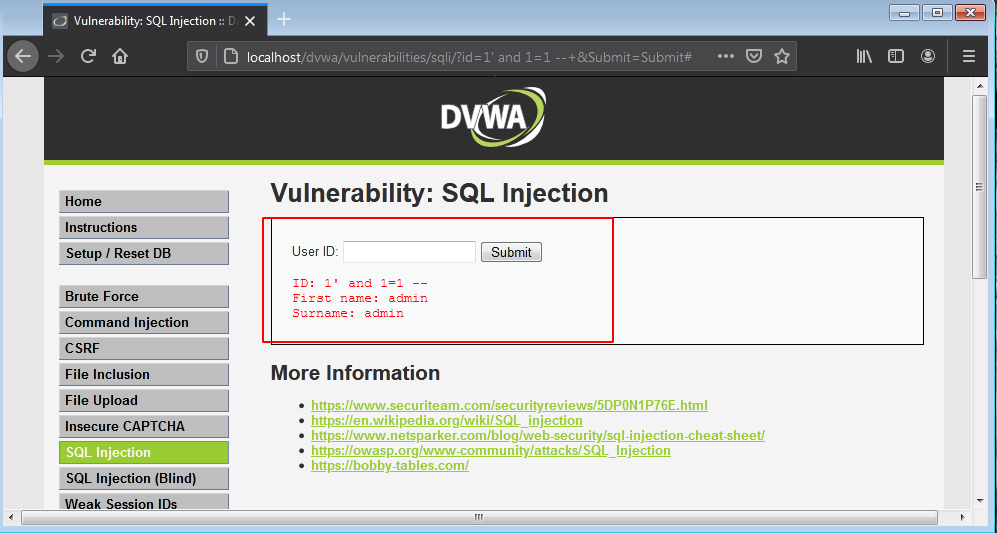 Vulnerability: SQL Injection :: D
localhost/dvwa/vulnerabilities/sqli/?id=1' and 1=1 --+&Submit=Submit#
DVWA
Home
Instructions
Setup / Reset DB
Brute Force
Command Injection
CSRF
File Inclusion
File Upload
Insecure CAPTCHA
SQL Injection
SQL Injection (Blind)
Weak Session IDs
Vulnerability: SQL Injection
User ID:
Submit
ID: 1' and 1=1 --
First name: admin
Surname: admin
More Information
https://www.securiteam.com/securityreviews/5DP0N1P76E.html
https://en.wikipedia.org/wiki/SQL_injection
https://www.netsparker.com/blog/web-security/sql-injection-cheat-sheet/
https://owasp.org/www-community/attacks/SQL_Injection
https://bobby-tables.com/